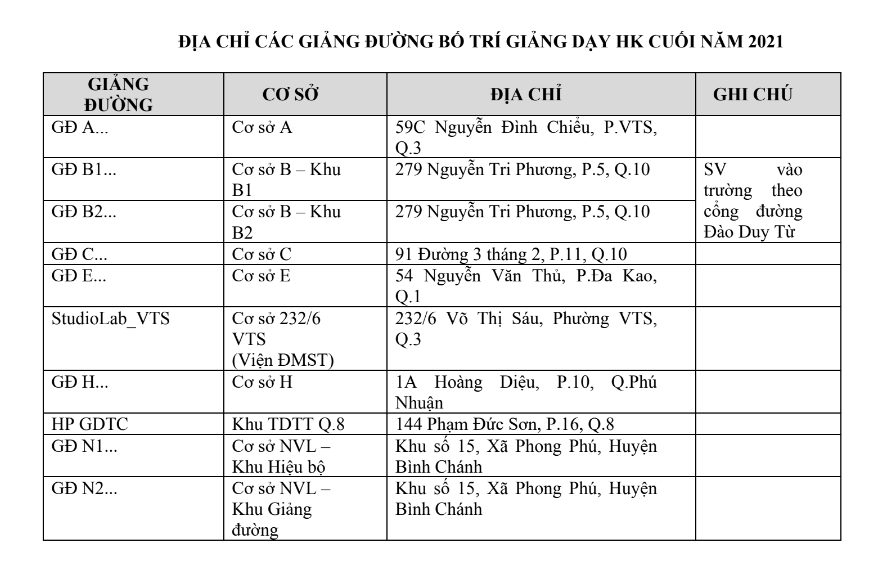 ĐỊA CHỈ CÁC GIẢNG ĐƯỜNG BỐ TRÍ GIẢNG DẠY HK CUỐI NĂM 2021
GIẢNG
ĐƯỜNG
CƠ SỞ
ĐỊA CHỈ
GHI CHÚ
GĐ A...
Cơ sở A
59C Nguyễn Đình Chiểu, P.VTS,
Q.3
GĐ B1...
Cơ sở B – Khu
B1
279 Nguyễn Tri Phương, P.5, Q.10
SV vào
trường theo
cổng đường
Đào Duy Từ
GĐ B2...
Cơ sở B – Khu
B2
279 Nguyễn Tri Phương, P.5, Q.10
GĐ C...
Cơ sở C
91 Đường 3 tháng 2, P.11, Q.10
GĐ E...
Cơ sở E
54 Nguyễn Văn Thủ, P.Đa Kao,
Q.1
StudioLab_VTS
Cơ sở 232/6
VTS
(Viện ĐMST)
232/6 Võ Thị Sáu, Phường VTS,
Q.3
GĐ H...
Cơ sở H
1A Hoàng Diệu, P.10, Q.Phú
Nhuận
HP GDTC
Khu TDTT Q.8
144 Phạm Đức Sơn, P.16, Q.8
GĐ N1...
Cơ sở NVL –
Khu Hiệu bộ
Khu số 15, Xã Phong Phú, Huyện
Bình Chánh
GĐ N2...
Cơ sở NVL –
Khu Giảng
đường
Khu số 15, Xã Phong Phú, Huyện
Bình Chánh